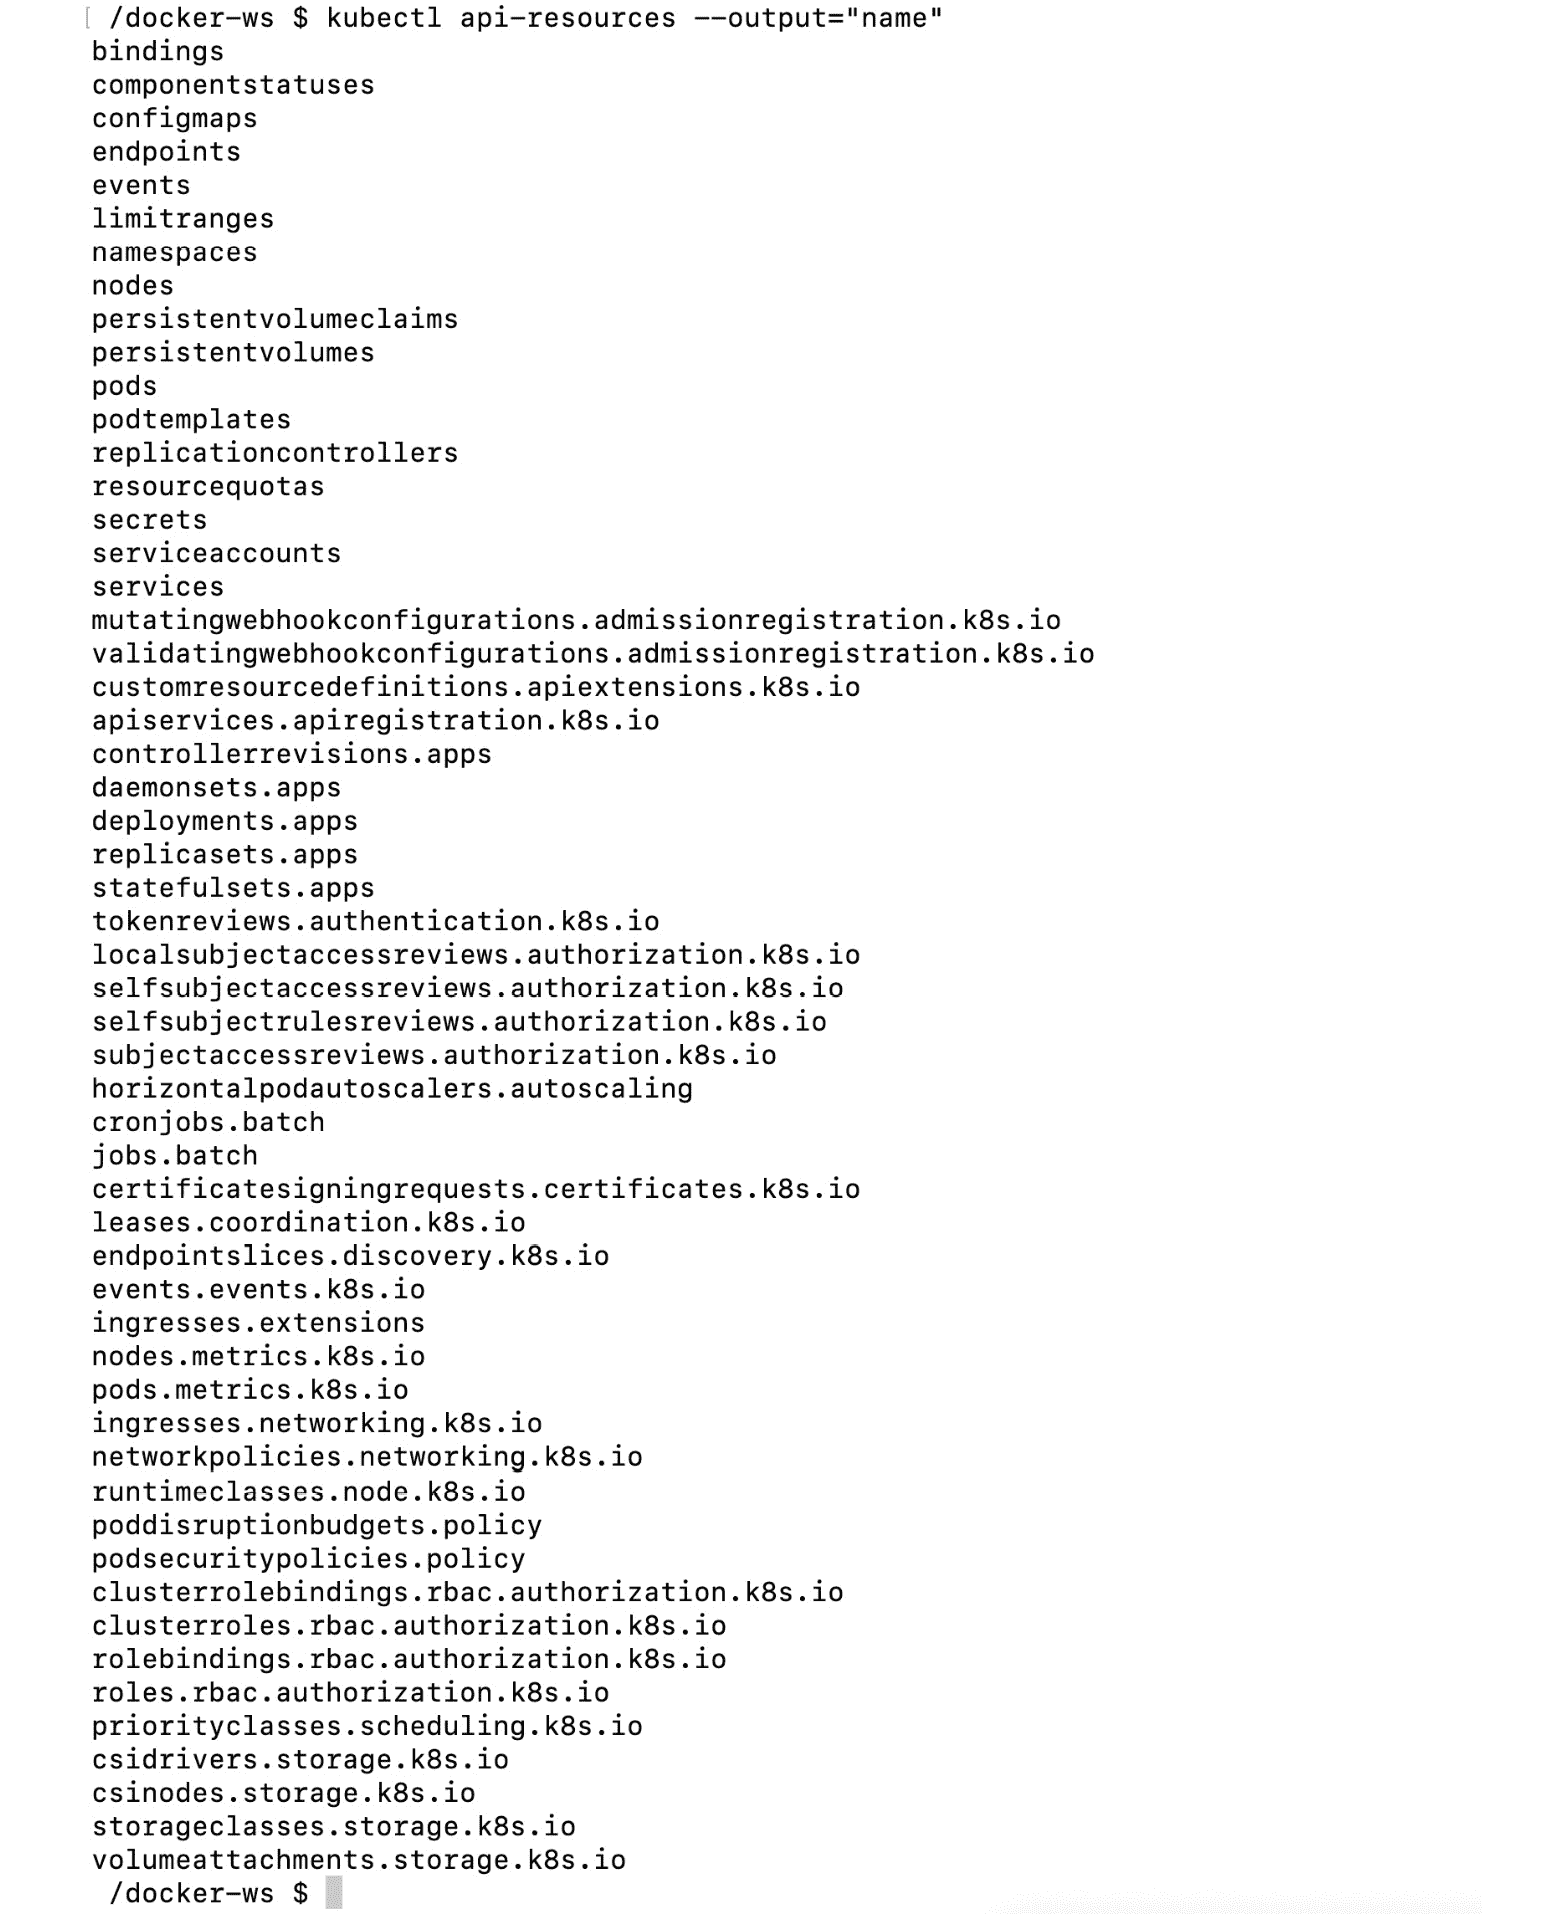 [ /docker-ws $ kubectl api-resources --output="name"
bindings
componentstatuses
configmaps
endpoints
events
limitranges
namespaces
nodes
persistentvolumeclaims
persistentvolumes
pods
podtemplates
replicationcontrollers
resourcequotas
secrets
serviceaccounts
services
mutatingwebhookconfigurations.admissionregistration.k8s.io
validatingwebhookconfigurations.admissionregistration.k8s.io
customresourcedefinitions.apiextensions.k8s.io
apiservices.apiregistration.k8s.io
controllerrevisions.apps
daemonsets.apps
deployments.apps
replicasets.apps
statefulsets.apps
tokenreviews.authentication.k8s.io
localsubjectaccessreviews.authorization.k8s.io
selfsubjectaccessreviews.authorization.k8s.io
selfsubjectrulesreviews.authorization.k8s.io
subjectaccessreviews.authorization.k8s.io
horizontalpodautoscalers.autoscaling
cronjobs.batch
jobs.batch
certificatesigningrequests.certificates.k8s.io
leases.coordination.k8s.io
endpointslices.discovery.k8s.io
events.events.k8s.io
ingresses.extensions
nodes.metrics.k8s.io
pods.metrics.k8s.io
ingresses.networking.k8s.io
networkpolicies.networking.k8s.io
runtimeclasses.node.k8s.io
poddisruptionbudgets.policy
podsecuritypolicies.policy
clusterrolebindings.rbac.authorization.k8s.io
clusterroles.rbac.authorization.k8s.io
rolebindings.rbac.authorization.k8s.io
roles.rbac.authorization.k8s.io
priorityclasses.scheduling.k8s.io
csidrivers.storage.k8s.io
csinodes.storage.k8s.io
storageclasses.storage.k8s.io
volumeattachments.storage.k8s.io
/docker-ws $